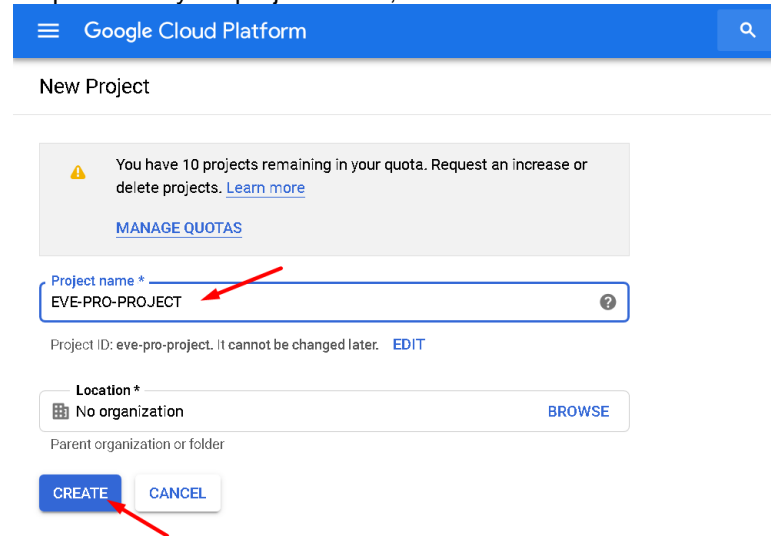 Google Cloud Platform
New Project
You have 10 projects remaining in your quota. Request an increase or
delete projects. Learn more
MANAGE QUOTAS
Project name *
EVE-PRO-PROJECT
Project ID: eve-pro-project. It cannot be changed later. EDIT
Location *
No organization BROWSE
Parent organization or folder
CREATE CANCEL